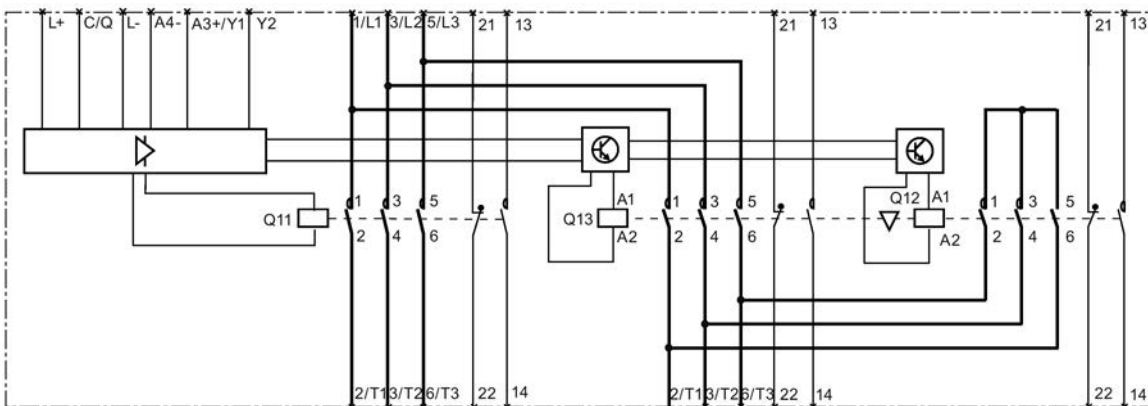 L+ C/Q L- A4- A3+/Y1 Y2 1/L1 3/L2 5/L3 21 13 21 13 21 13
Q11 1 3 5 Q13 A1 1 3 5 Q12 A1 1 3 5
2 4 6 A2 2 4 6 A2 2 4 6
2/T1 3/T2 6/T3 22 14 2/T1 3/T2 6/T3 22 14 22 14